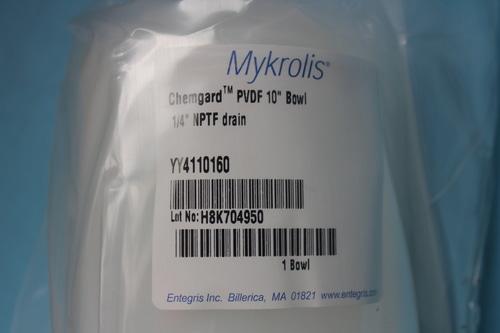 Mykrolis®
Chemgard™ PVDF 10" Bowl
1/4" NPTF drain
YY4110160
Lot No: H8K704950
1 Bowl
Entegris Inc. Billerica, MA 01821 www.entegris.com